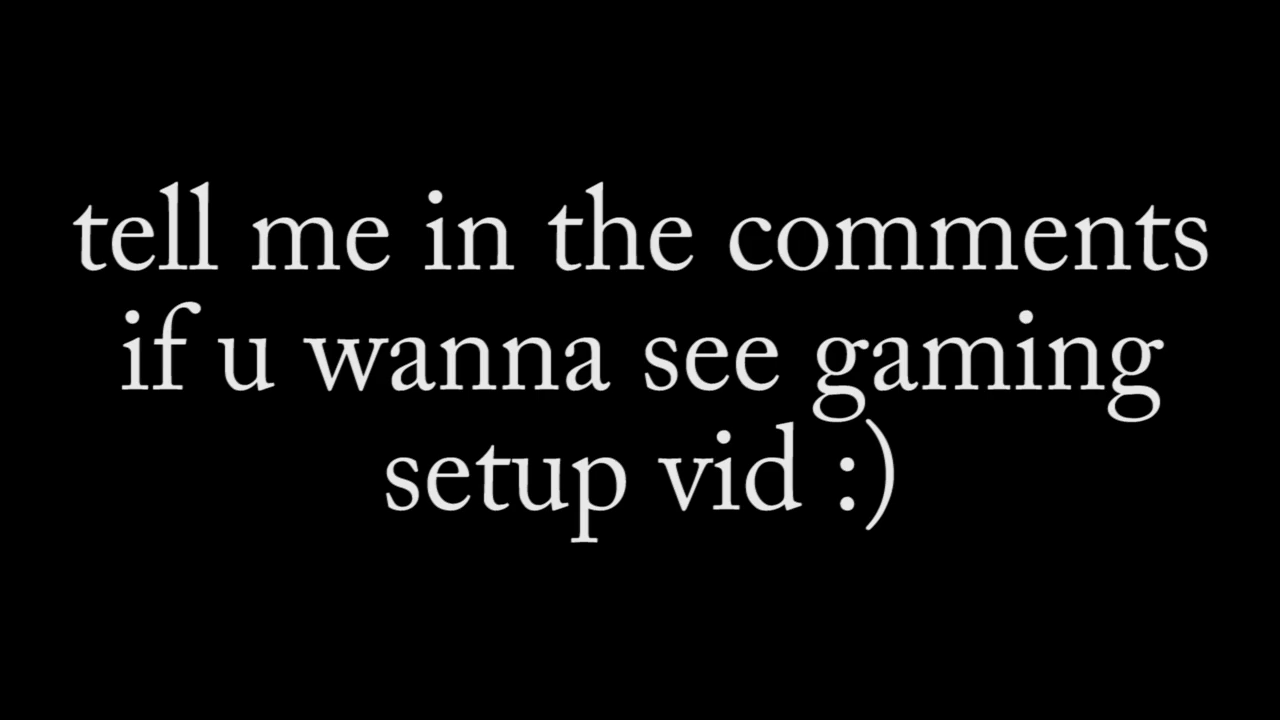 tell me in the comments
if u wanna see gaming
setup vid :)